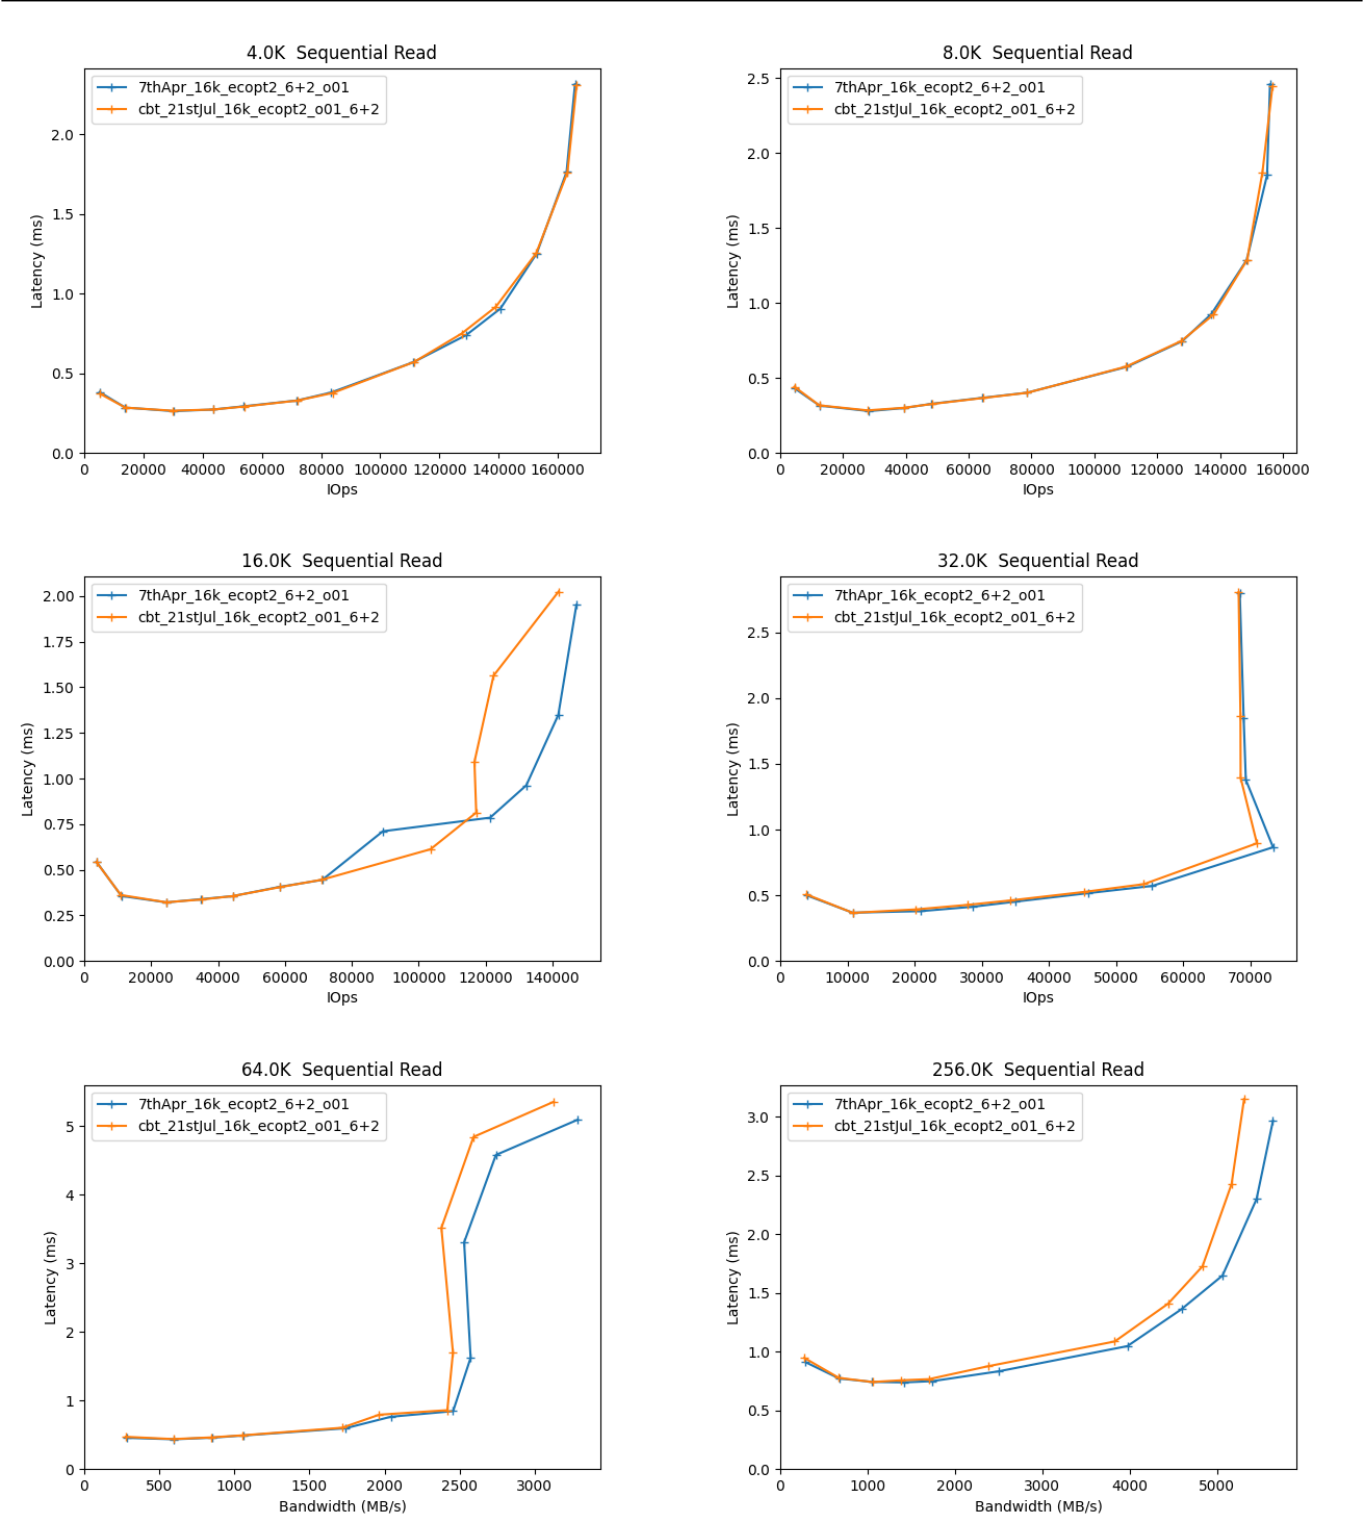 4.0K  Sequential Read
7thApr_16k_ecopt2_6+2_o01
cbt_21stJul_16k_ecopt2_o01_6+2
2.0
1.5
1.0
0.5
0.0
Latency (ms)
0 20000 40000 60000 80000 100000 120000 140000 160000
IOps
8.0K  Sequential Read
7thApr_16k_ecopt2_6+2_o01
cbt_21stJul_16k_ecopt2_o01_6+2
2.5
2.0
1.5
1.0
0.5
0.0
Latency (ms)
0 20000 40000 60000 80000 100000 120000 140000 160000
IOps
16.0K  Sequential Read
7thApr_16k_ecopt2_6+2_o01
cbt_21stJul_16k_ecopt2_o01_6+2
2.00
1.75
1.50
1.25
1.00
0.75
0.50
0.25
0.00
Latency (ms)
0 20000 40000 60000 80000 100000 120000 140000
IOps
32.0K  Sequential Read
7thApr_16k_ecopt2_6+2_o01
cbt_21stJul_16k_ecopt2_o01_6+2
2.5
2.0
1.5
1.0
0.5
0.0
Latency (ms)
0 10000 20000 30000 40000 50000 60000 70000
IOps
64.0K  Sequential Read
7thApr_16k_ecopt2_6+2_o01
cbt_21stJul_16k_ecopt2_o01_6+2
5
4
3
2
1
0
Latency (ms)
0 500 1000 1500 2000 2500 3000
Bandwidth (MB/s)
256.0K  Sequential Read
7thApr_16k_ecopt2_6+2_o01
cbt_21stJul_16k_ecopt2_o01_6+2
3.0
2.5
2.0
1.5
1.0
0.5
0.0
Latency (ms)
0 1000 2000 3000 4000 5000
Bandwidth (MB/s)